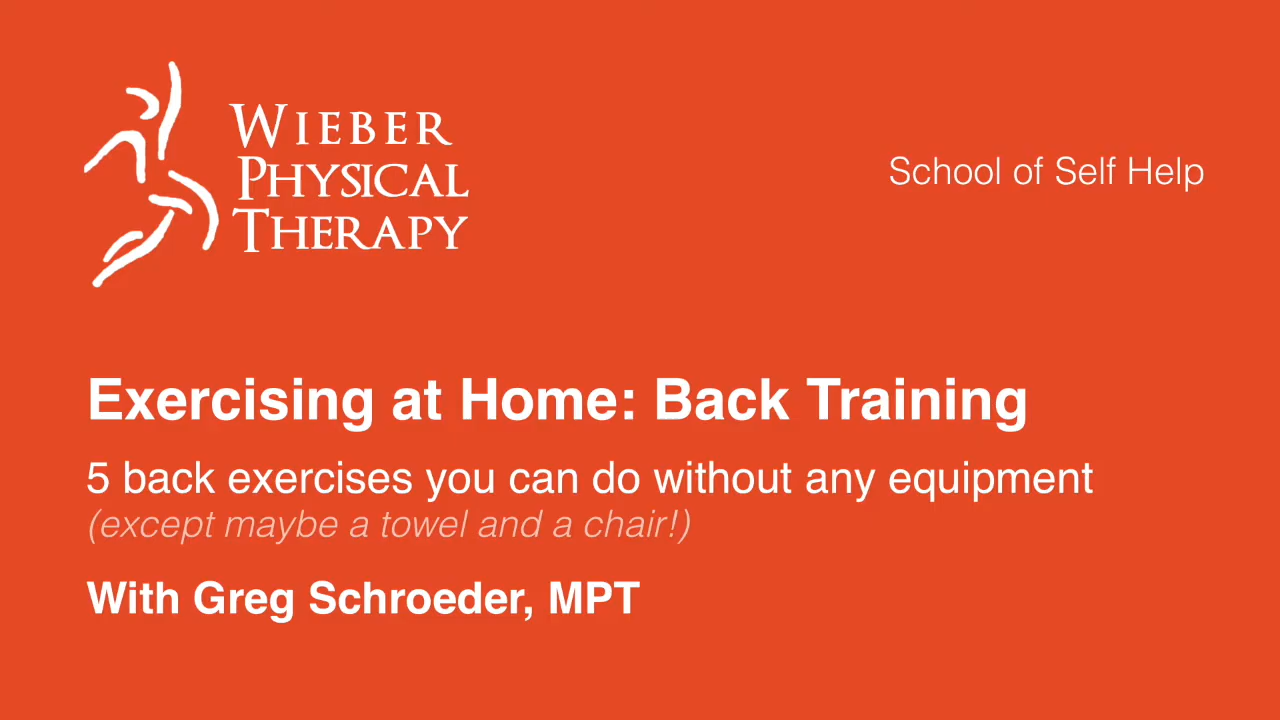 WIEBER
PHYSICAL
THERAPY
School of Self Help
Exercising at Home: Back Training
5 back exercises you can do without any equipment
(except maybe a towel and a chair!)
With Greg Schroeder, MPT